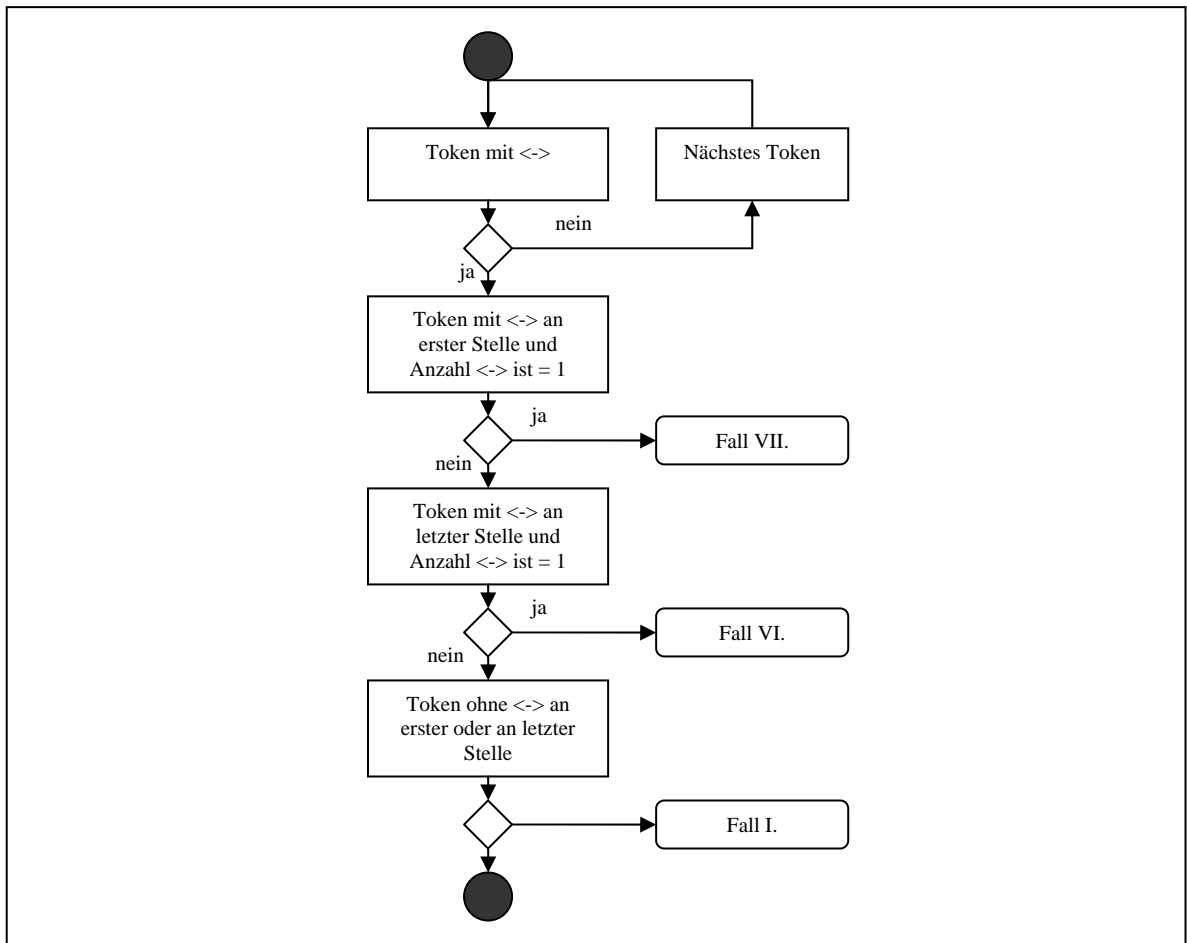 Token mit <->
Nächstes Token
nein
ja
Token mit <-> an
erster Stelle und
Anzahl <-> ist = 1
ja
Fall VII.
nein
Token mit <-> an
letzter Stelle und
Anzahl <-> ist = 1
ja
Fall VI.
nein
Token ohne <-> an
erster oder an letzter
Stelle
Fall I.